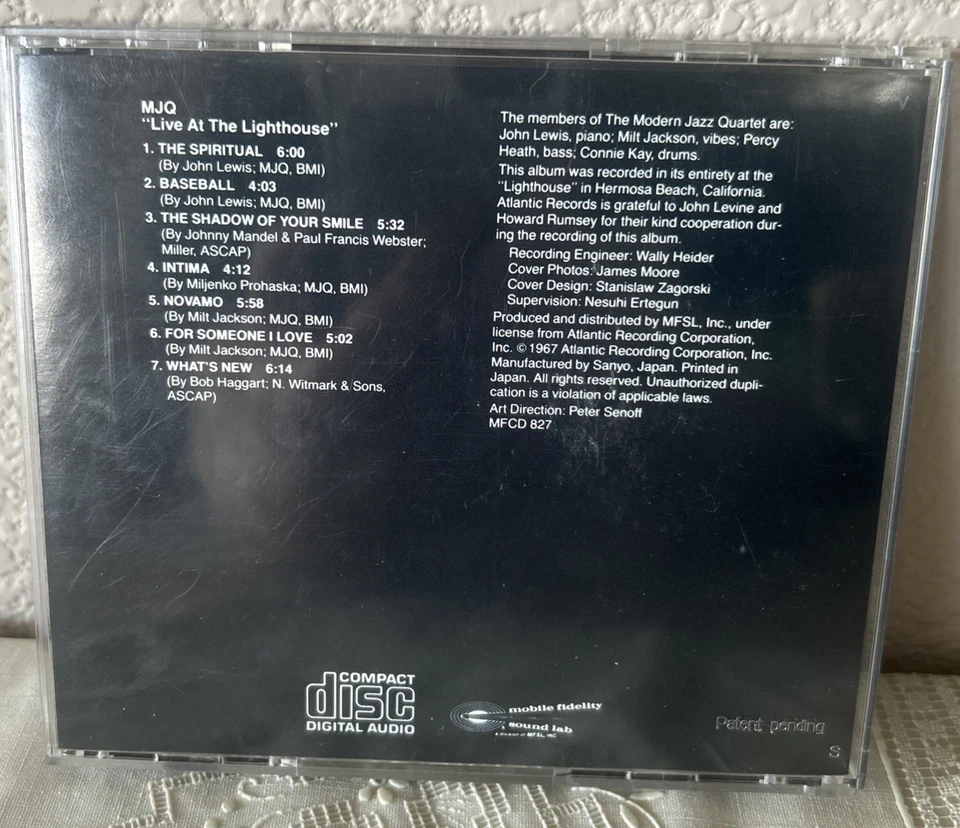 MJQ
"Live At The Lighthouse"
1. THE SPIRITUAL 6:00
(By John Lewis; MJQ, BMI)
2. BASEBALL 4:03
(By John Lewis; MJQ, BMI)
3. THE SHADOW OF YOUR SMILE 5:32
(By Johnny Mandel & Paul Francis Webster;
Miller, ASCAP)
4. INTIMA 4:12
(By Miljenko Prohaska; MJQ, BMI)
5. NOVAMO 5:58
(By Milt Jackson; MJQ, BMI)
6. FOR SOMEONE I LOVE 5:02
(By Milt Jackson; MJQ, BMI)
7. WHAT'S NEW 6:14
(By Bob Haggart; N. Witmark & Sons,
ASCAP)
The members of The Modern Jazz Quartet are:
John Lewis, piano; Milt Jackson, vibes; Percy
Heath, bass; Connie Kay, drums.
This album was recorded in its entirety at the
"Lighthouse" in Hermosa Beach, California.
Atlantic Records is grateful to John Levine and
Howard Rumsey for their kind cooperation dur-
ing the recording of this album.
Recording Engineer: Wally Heider
Cover Photos: James Moore
Cover Design: Stanislaw Zagorski
Supervision: Nesuhi Ertegun
Produced and distributed by MFSL, Inc., under
license from Atlantic Recording Corporation,
Inc. © 1967 Atlantic Recording Corporation, Inc.
Manufactured by Sanyo, Japan. Printed in
Japan. All rights reserved. Unauthorized dupli-
cation is a violation of applicable laws.
Art Direction: Peter Senoff
MFCD 827
COMPACT
disc
DIGITAL AUDIO
mobile fidelity
sound lab
a division of MFSL, INC
Patent pending
S